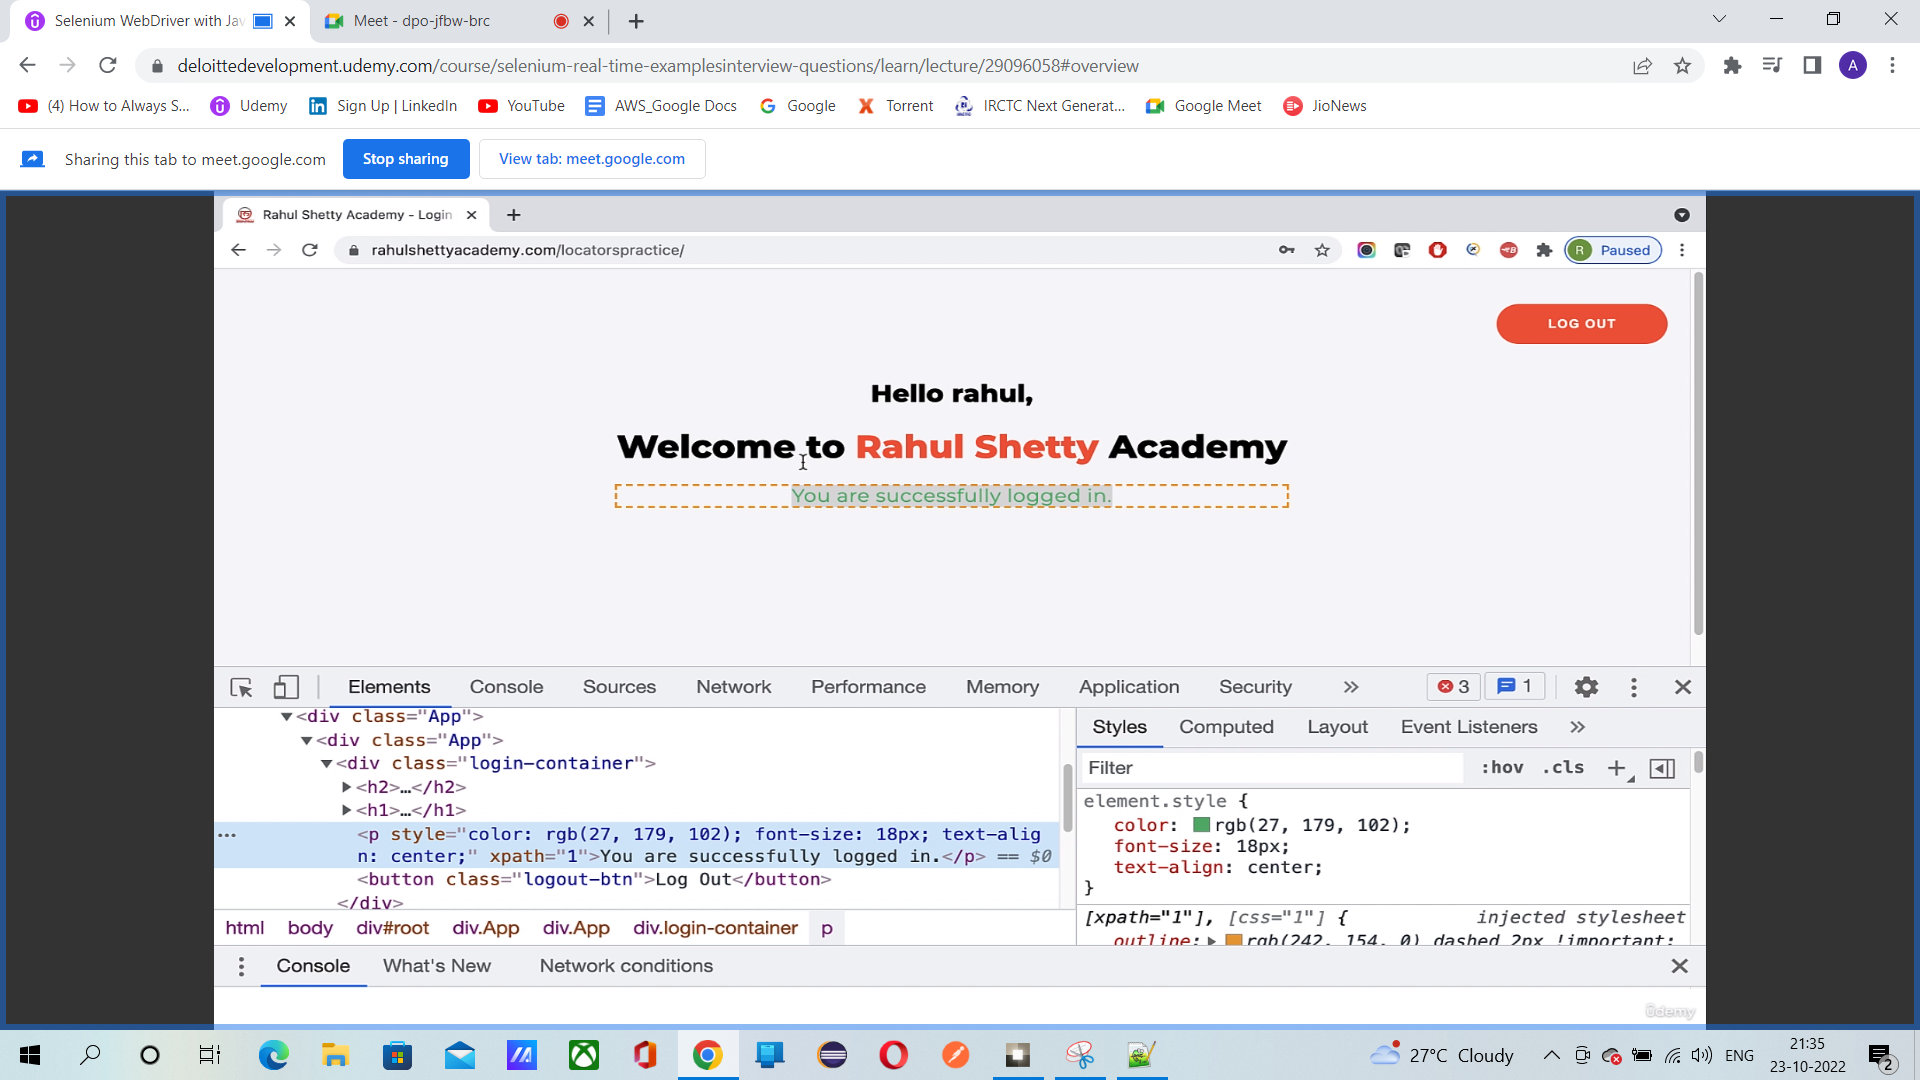 Selenium WebDriver with Jav
Meet - dpo-jfbw-brc
deloittedevelopment.udemy.com/course/selenium-real-time-examplesinterview-questions/learn/lecture/29096058#overview
A
(4) How to Always S...
Udemy
Sign Up | LinkedIn
YouTube
AWS_Google Docs
Google
Torrent
IRCTC Next Generat...
Google Meet
JioNews
Sharing this tab to meet.google.com
Stop sharing
View tab: meet.google.com
Rahul Shetty Academy - Login
rahulshettyacademy.com/locatorspractice/
R Paused
LOG OUT
Hello rahul,
Welcome to Rahul Shetty Academy
You are successfully logged in.
Elements
Console
Sources
Network
Performance
Memory
Application
Security
»
3
1
▼<div class="App">
▼<div class="App">
▼<div class="login-container">
▶<h2>…</h2>
▶<h1>…</h1>
<p style="color: rgb(27, 179, 102); font-size: 18px; text-alig
n: center;" xpath="1">You are successfully logged in.</p> == $0
<button class="logout-btn">Log Out</button>
</div>
html body div#root div.App div.App div.login-container p
Styles
Computed
Layout
Event Listeners
»
Filter
:hov .cls
element.style {
color: rgb(27, 179, 102);
font-size: 18px;
text-align: center;
}
[xpath="1"], [css="1"] {
injected stylesheet
outline:▶ rgb(242, 154, 0) dashed 2px !important;
Console
What's New
Network conditions
ûdemy
27°C Cloudy
ENG
21:35
23-10-2022
2